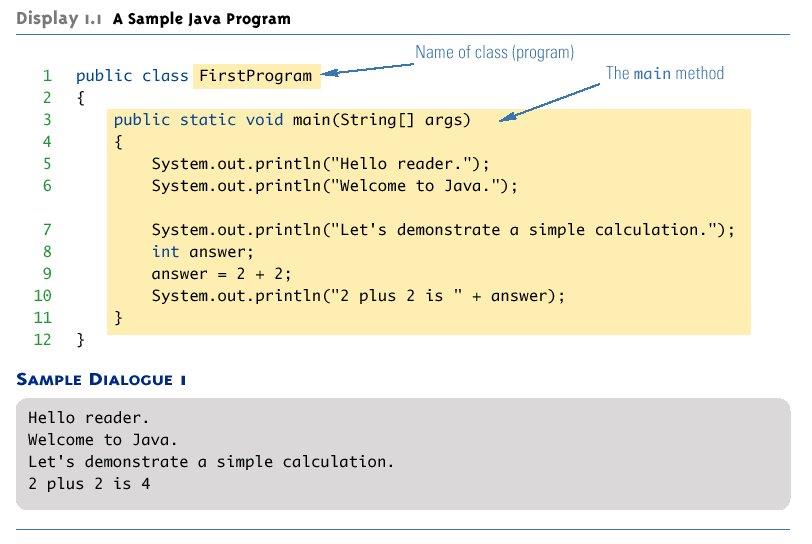 Display 1.1 A Sample Java Program
Name of class (program)
1 public class FirstProgram
The main method
2 {
3 public static void main(String[] args)
4 {
5 System.out.println("Hello reader.");
6 System.out.println("Welcome to Java.");
7 System.out.println("Let's demonstrate a simple calculation.");
8 int answer;
9 answer = 2 + 2;
10 System.out.println("2 plus 2 is " + answer);
11 }
12 }
SAMPLE DIALOGUE 1
Hello reader.
Welcome to Java.
Let's demonstrate a simple calculation.
2 plus 2 is 4